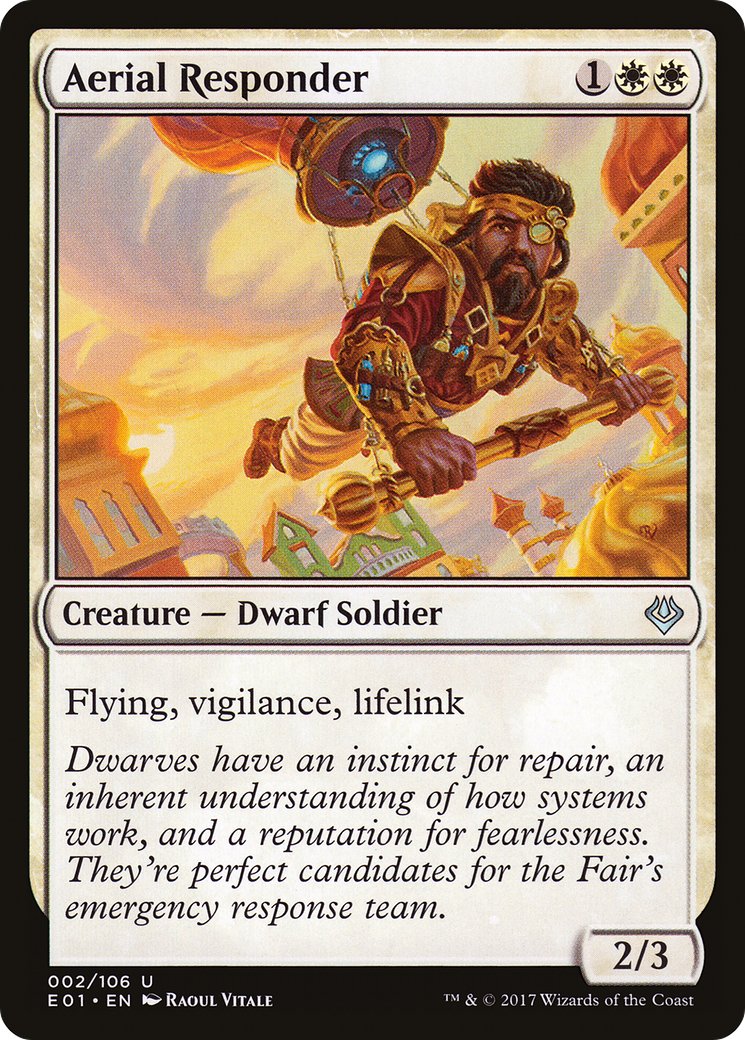 Aerial Responder 1
Creature — Dwarf Soldier
Flying, vigilance, lifelink
Dwarves have an instinct for repair, an
inherent understanding of how systems
work, and a reputation for fearlessness.
They're perfect candidates for the Fair's
emergency response team.
2/3
002/106 U
E01 • EN Raoul Vitale
™ & © 2017 Wizards of the Coast